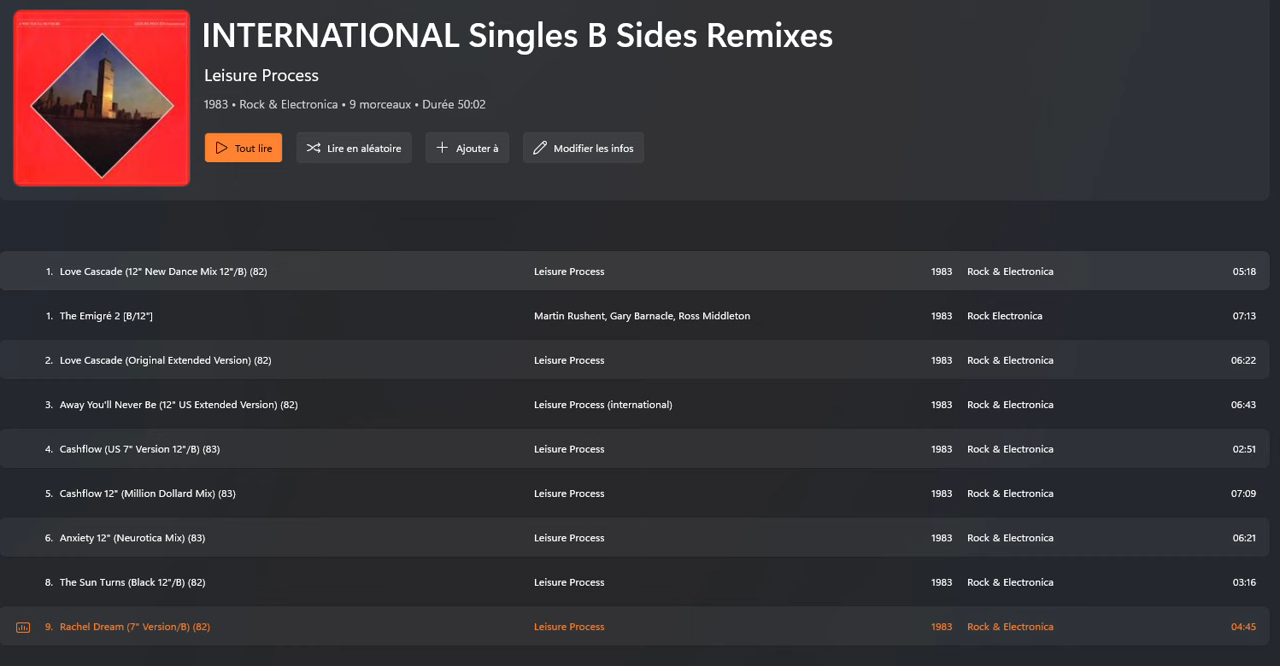 INTERNATIONAL Singles B Sides Remixes
Leisure Process
1983 • Rock & Electronica • 9 morceaux • Durée 50:02
Tout lire Lire en aléatoire Ajouter à Modifier les infos
1. Love Cascade (12" New Dance Mix 12"/B) (82) Leisure Process 1983 Rock & Electronica 05:18
1. The Emigré 2 [B/12"] Martin Rushent, Gary Barnacle, Ross Middleton 1983 Rock Electronica 07:13
2. Love Cascade (Original Extended Version) (82) Leisure Process 1983 Rock & Electronica 06:22
3. Away You'll Never Be (12" US Extended Version) (82) Leisure Process (international) 1983 Rock & Electronica 06:43
4. Cashflow (US 7" Version 12"/B) (83) Leisure Process 1983 Rock & Electronica 02:51
5. Cashflow 12" (Million Dollard Mix) (83) Leisure Process 1983 Rock & Electronica 07:09
6. Anxiety 12" (Neurotica Mix) (83) Leisure Process 1983 Rock & Electronica 06:21
8. The Sun Turns (Black 12"/B) (82) Leisure Process 1983 Rock & Electronica 03:16
9. Rachel Dream (7" Version/B) (82) Leisure Process 1983 Rock & Electronica 04:45